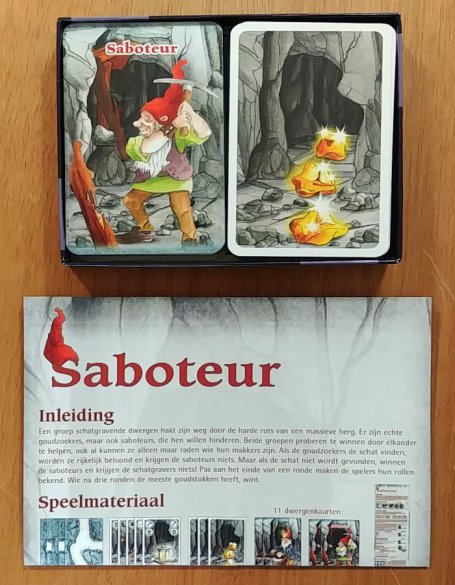 Saboteur
Saboteur
Inleiding
Een groep schatgravende dwergen hakt zijn weg door de harde rots van een massieve berg. Er zijn echte
goudzoekers, maar ook saboteurs, die hen willen hinderen. Beide groepen proberen te winnen door elkander
te helpen, ook al kunnen ze alleen maar raden wie hun makkers zijn. Als de goudzoekers de schat vinden,
worden ze rijkelijk beloond en krijgen de saboteurs niets. Maar als de schat niet wordt gevonden, winnen
de saboteurs en krijgen de schatgravers niets! Pas aan het einde van een ronde maken de spelers hun rollen
bekend. Wie na drie ronden de meeste goudstukken heeft, wint.
Speelmateriaal
11 dwergenkaarten: